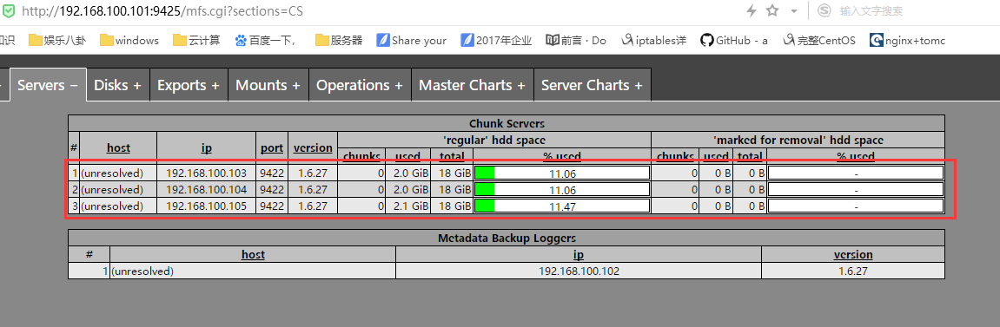 http://192.168.100.101:9425/mfs.cgi?sections=CS 输入文字搜索
识 娱乐八卦 windows 云计算 百度一下， 服务器 Share your 2017年企业 前言 · Do iptables详 GitHub - a 完整CentOS nginx+tomc
Servers − Disks + Exports + Mounts + Operations + Master Charts + Server Charts +
Chunk Servers
# host ip port version 'regular' hdd space 'marked for removal' hdd space
chunks used total % used chunks used total % used
1 (unresolved) 192.168.100.103 9422 1.6.27 0 2.0 GiB 18 GiB 11.06 0 0 B 0 B -
2 (unresolved) 192.168.100.104 9422 1.6.27 0 2.0 GiB 18 GiB 11.06 0 0 B 0 B -
3 (unresolved) 192.168.100.105 9422 1.6.27 0 2.1 GiB 18 GiB 11.47 0 0 B 0 B -
Metadata Backup Loggers
# host ip version
1 (unresolved) 192.168.100.102 1.6.27